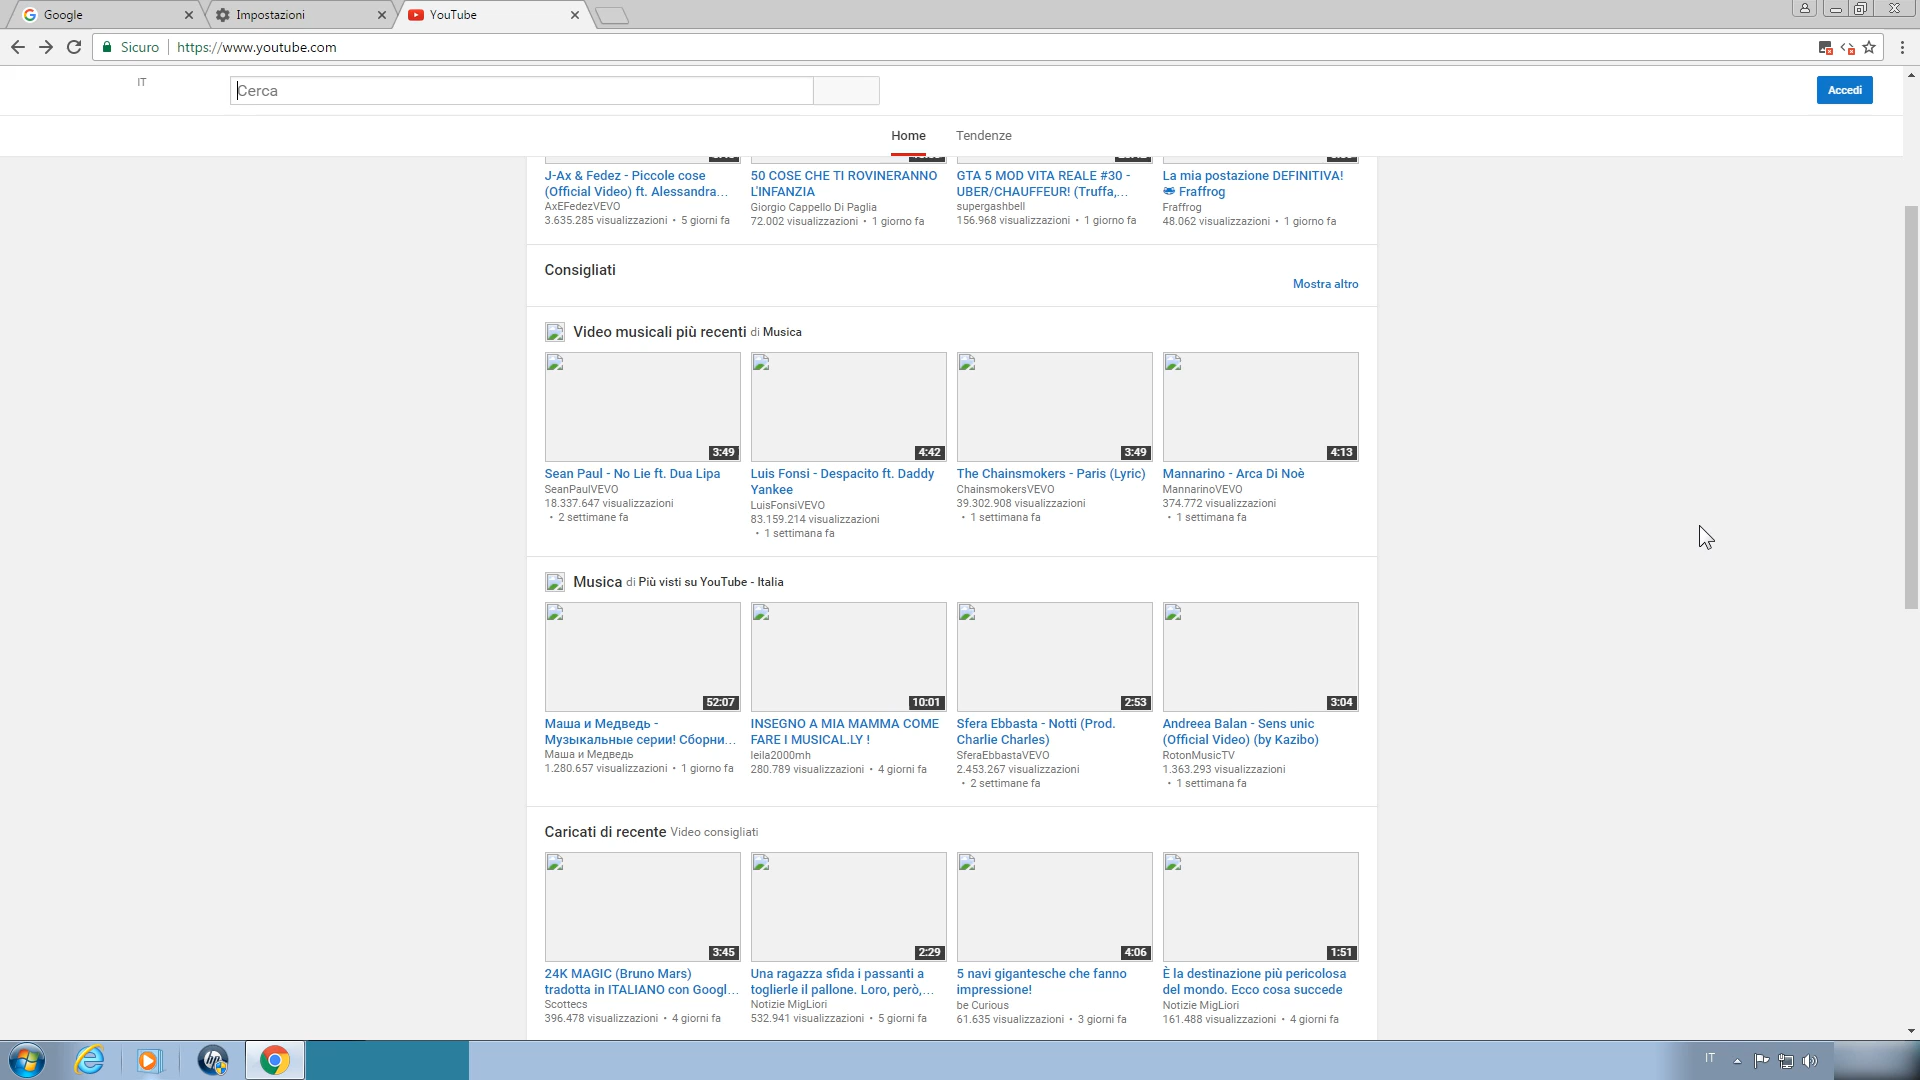 Google
Impostazioni
YouTube
Sicuro
https://www.youtube.com
IT
Cerca
Accedi
Home
Tendenze
J-Ax & Fedez - Piccole cose
(Official Video) ft. Alessandra...
AxEFedezVEVO
3.635.285 visualizzazioni • 5 giorni fa
50 COSE CHE TI ROVINERANNO
L'INFANZIA
Giorgio Cappello Di Paglia
72.002 visualizzazioni • 1 giorno fa
GTA 5 MOD VITA REALE #30 -
UBER/CHAUFFEUR! (Truffa,...
supergashbell
156.968 visualizzazioni • 1 giorno fa
La mia postazione DEFINITIVA!
Fraffrog
Fraffrog
48.062 visualizzazioni • 1 giorno fa
Consigliati
Mostra altro
Video musicali più recenti di Musica
3:49
Sean Paul - No Lie ft. Dua Lipa
SeanPaulVEVO
18.337.647 visualizzazioni
• 2 settimane fa
4:42
Luis Fonsi - Despacito ft. Daddy
Yankee
LuisFonsiVEVO
83.159.214 visualizzazioni
• 1 settimana fa
3:49
The Chainsmokers - Paris (Lyric)
ChainsmokersVEVO
39.302.908 visualizzazioni
• 1 settimana fa
4:13
Mannarino - Arca Di Noè
MannarinoVEVO
374.772 visualizzazioni
• 1 settimana fa
Musica di Più visti su YouTube - Italia
52:07
Маша и Медведь -
Музыкальные серии! Сборни...
Маша и Медведь
1.280.657 visualizzazioni • 1 giorno fa
10:01
INSEGNO A MIA MAMMA COME
FARE I MUSICAL.LY !
leila2000mh
280.789 visualizzazioni • 4 giorni fa
2:53
Sfera Ebbasta - Notti (Prod.
Charlie Charles)
SferaEbbastaVEVO
2.453.267 visualizzazioni
• 2 settimane fa
3:04
Andreea Balan - Sens unic
(Official Video) (by Kazibo)
RotonMusicTV
1.363.293 visualizzazioni
• 1 settimana fa
Caricati di recente Video consigliati
3:45
24K MAGIC (Bruno Mars)
tradotta in ITALIANO con Googl...
Scottecs
396.478 visualizzazioni • 4 giorni fa
2:29
Una ragazza sfida i passanti a
toglierle il pallone. Loro, però,...
Notizie MigLiori
532.941 visualizzazioni • 5 giorni fa
4:06
5 navi gigantesche che fanno
impressione!
be Curious
61.635 visualizzazioni • 3 giorni fa
1:51
È la destinazione più pericolosa
del mondo. Ecco cosa succede
Notizie MigLiori
161.488 visualizzazioni • 4 giorni fa
hp
IT